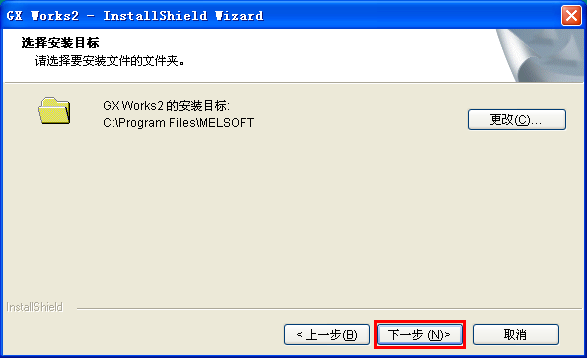 GX Works2 - InstallShield Wizard
选择安装目标
请选择要安装文件的文件夹。
GX Works2 的安装目标:
C:\Program Files\MELSOFT
更改(C)...
InstallShield
< 上一步(B)
下一步 (N)>
取消